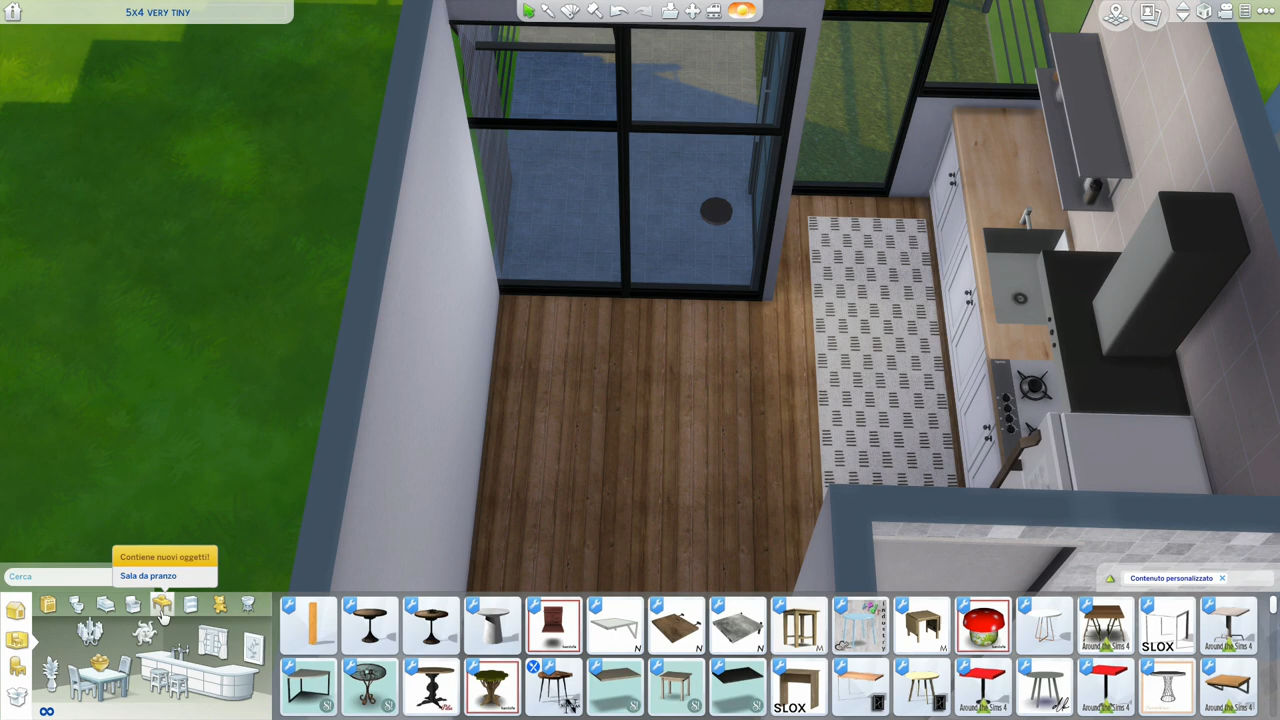 5X4 VERY TINY
Contiene nuovi oggetti!
Cerca
Sala da pranzo
Contenuto personalizzato
N
N
N
M
Industry
M
SLOX
Around the Sims 4
Around the Sims 4
SLOX
Around the Sims 4
Around the Sims 4
Around the Sims 4